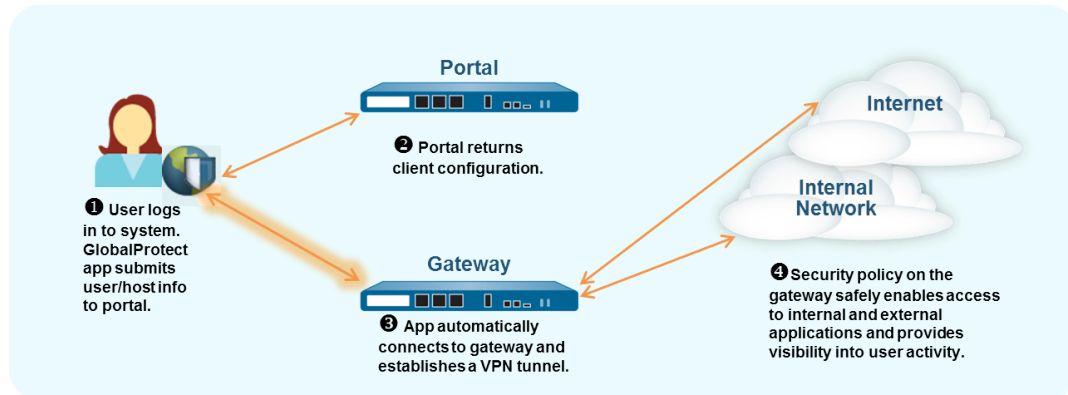 Portal
❷ Portal returns
client configuration.
❶ User logs
in to system.
GlobalProtect
app submits
user/host info
to portal.
Gateway
❸ App automatically
connects to gateway and
establishes a VPN tunnel.
Internet
Internal
Network
❹Security policy on the
gateway safely enables access
to internal and external
applications and provides
visibility into user activity.